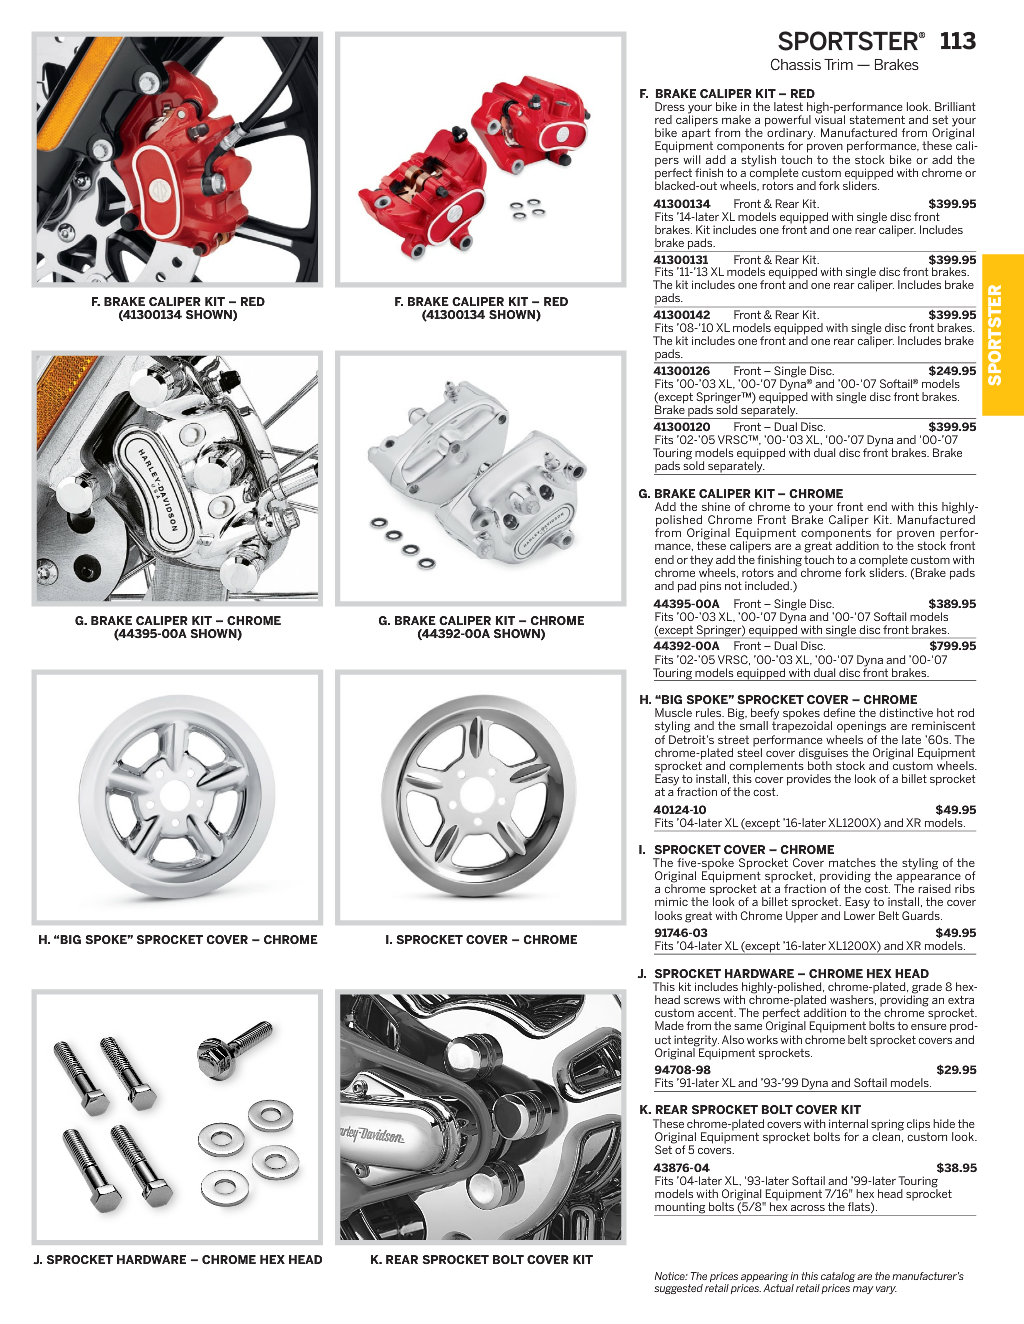 SPORTSTER® 113
Chassis Trim — Brakes
F. BRAKE CALIPER KIT – RED
(41300134 SHOWN)
F. BRAKE CALIPER KIT – RED
(41300134 SHOWN)
HARLEY-DAVIDSON
USA
G. BRAKE CALIPER KIT – CHROME
(44395-00A SHOWN)
HARLEY-DAVIDSON
G. BRAKE CALIPER KIT – CHROME
(44392-00A SHOWN)
H. “BIG SPOKE” SPROCKET COVER – CHROME
I. SPROCKET COVER – CHROME
J. SPROCKET HARDWARE – CHROME HEX HEAD
arley-Davidson
K. REAR SPROCKET BOLT COVER KIT
F. BRAKE CALIPER KIT – RED
Dress your bike in the latest high-performance look. Brilliant
red calipers make a powerful visual statement and set your
bike apart from the ordinary. Manufactured from Original
Equipment components for proven performance, these cali-
pers will add a stylish touch to the stock bike or add the
perfect finish to a complete custom equipped with chrome or
blacked-out wheels, rotors and fork sliders.
41300134 Front & Rear Kit. $399.95
Fits ’14-later XL models equipped with single disc front
brakes. Kit includes one front and one rear caliper. Includes
brake pads.
41300131 Front & Rear Kit. $399.95
Fits ’11-’13 XL models equipped with single disc front brakes.
The kit includes one front and one rear caliper. Includes brake
pads.
41300142 Front & Rear Kit. $399.95
Fits ’08-’10 XL models equipped with single disc front brakes.
The kit includes one front and one rear caliper. Includes brake
pads.
41300126 Front – Single Disc. $249.95
Fits ’00-’03 XL, ’00-’07 Dyna® and ’00-’07 Softail® models
(except Springer™) equipped with single disc front brakes.
Brake pads sold separately.
41300120 Front – Dual Disc. $399.95
Fits ’02-’05 VRSC™, ’00-’03 XL, ’00-’07 Dyna and ’00-’07
Touring models equipped with dual disc front brakes. Brake
pads sold separately.
G. BRAKE CALIPER KIT – CHROME
Add the shine of chrome to your front end with this highly-
polished Chrome Front Brake Caliper Kit. Manufactured
from Original Equipment components for proven perfor-
mance, these calipers are a great addition to the stock front
end or they add the finishing touch to a complete custom with
chrome wheels, rotors and chrome fork sliders. (Brake pads
and pad pins not included.)
44395-00A Front – Single Disc. $389.95
Fits ’00-’03 XL, ’00-’07 Dyna and ’00-’07 Softail models
(except Springer) equipped with single disc front brakes.
44392-00A Front – Dual Disc. $799.95
Fits ’02-’05 VRSC, ’00-’03 XL, ’00-’07 Dyna and ’00-’07
Touring models equipped with dual disc front brakes.
H. “BIG SPOKE” SPROCKET COVER – CHROME
Muscle rules. Big, beefy spokes define the distinctive hot rod
styling and the small trapezoidal openings are reminiscent
of Detroit’s street performance wheels of the late ’60s. The
chrome-plated steel cover disguises the Original Equipment
sprocket and complements both stock and custom wheels.
Easy to install, this cover provides the look of a billet sprocket
at a fraction of the cost.
40124-10 $49.95
Fits ’04-later XL (except ’16-later XL1200X) and XR models.
I. SPROCKET COVER – CHROME
The five-spoke Sprocket Cover matches the styling of the
Original Equipment sprocket, providing the appearance of
a chrome sprocket at a fraction of the cost. The raised ribs
mimic the look of a billet sprocket. Easy to install, the cover
looks great with Chrome Upper and Lower Belt Guards.
91746-03 $49.95
Fits ’04-later XL (except ’16-later XL1200X) and XR models.
J. SPROCKET HARDWARE – CHROME HEX HEAD
This kit includes highly-polished, chrome-plated, grade 8 hex-
head screws with chrome-plated washers, providing an extra
custom accent. The perfect addition to the chrome sprocket.
Made from the same Original Equipment bolts to ensure prod-
uct integrity. Also works with chrome belt sprocket covers and
Original Equipment sprockets.
94708-98 $29.95
Fits ’91-later XL and ’93-’99 Dyna and Softail models.
K. REAR SPROCKET BOLT COVER KIT
These chrome-plated covers with internal spring clips hide the
Original Equipment sprocket bolts for a clean, custom look.
Set of 5 covers.
43876-04 $38.95
Fits ’04-later XL, ’93-later Softail and ’99-later Touring
models with Original Equipment 7/16" hex head sprocket
mounting bolts (5/8" hex across the flats).
Notice: The prices appearing in this catalog are the manufacturer’s
suggested retail prices. Actual retail prices may vary.
SPORTSTER